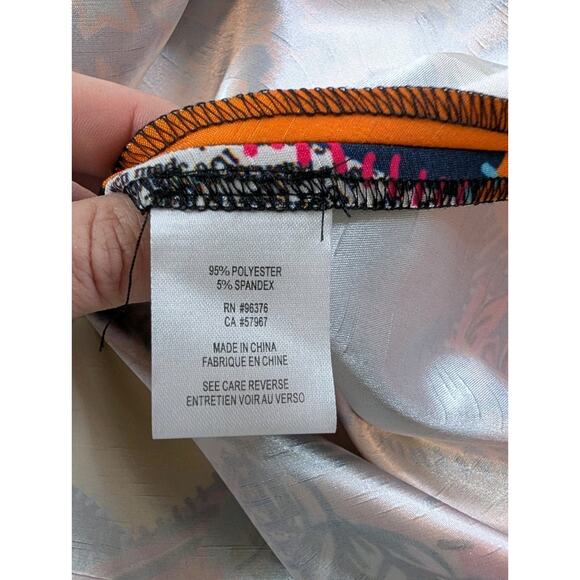 95% POLYESTER
5% SPANDEX
RN #96376
CA #57967
MADE IN CHINA
FABRIQUE EN CHINE
SEE CARE REVERSE
ENTRETIEN VOIR AU VERSO